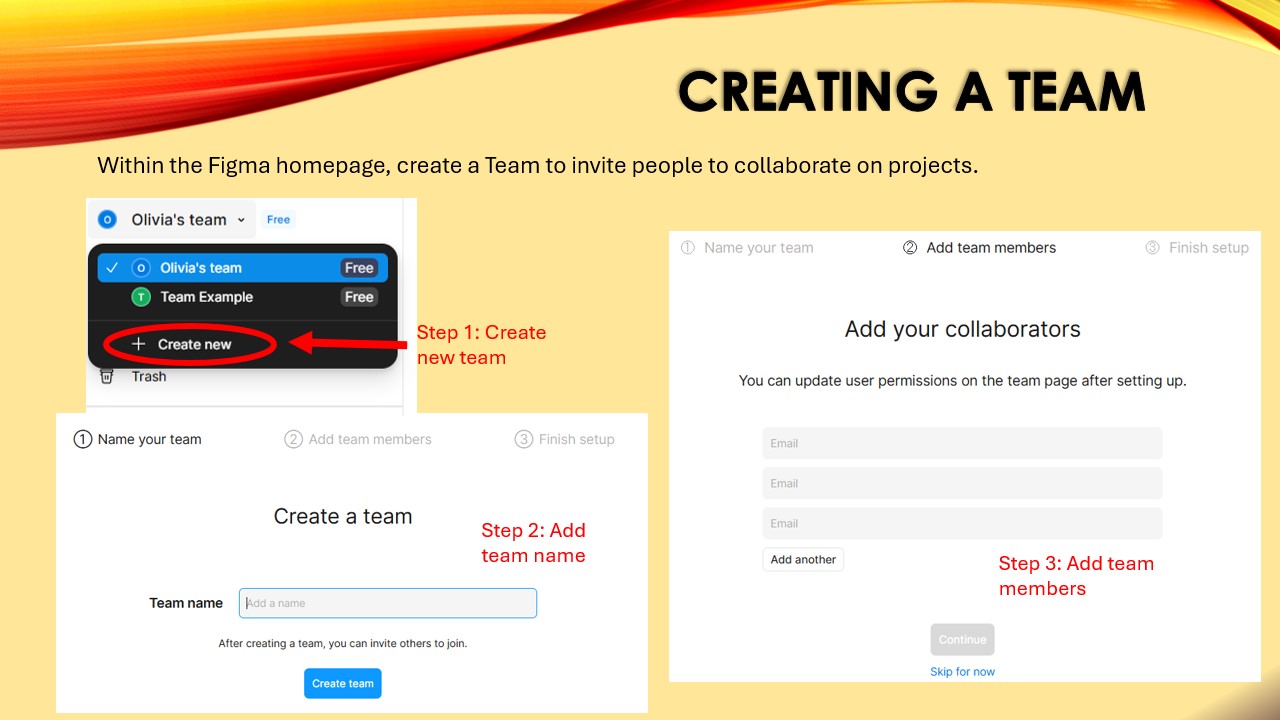 CREATING A TEAM
Within the Figma homepage, create a Team to invite people to collaborate on projects.
O Olivia's team Free
O Olivia's team Free
T Team Example Free
+ Create new
Trash
Step 1: Create
new team
1 Name your team 2 Add team members 3 Finish setup
Create a team
Step 2: Add
team name
Team name Add a name
After creating a team, you can invite others to join.
Create team
1 Name your team 2 Add team members 3 Finish setup
Add your collaborators
You can update user permissions on the team page after setting up.
Email
Email
Email
Add another
Step 3: Add team
members
Continue
Skip for now